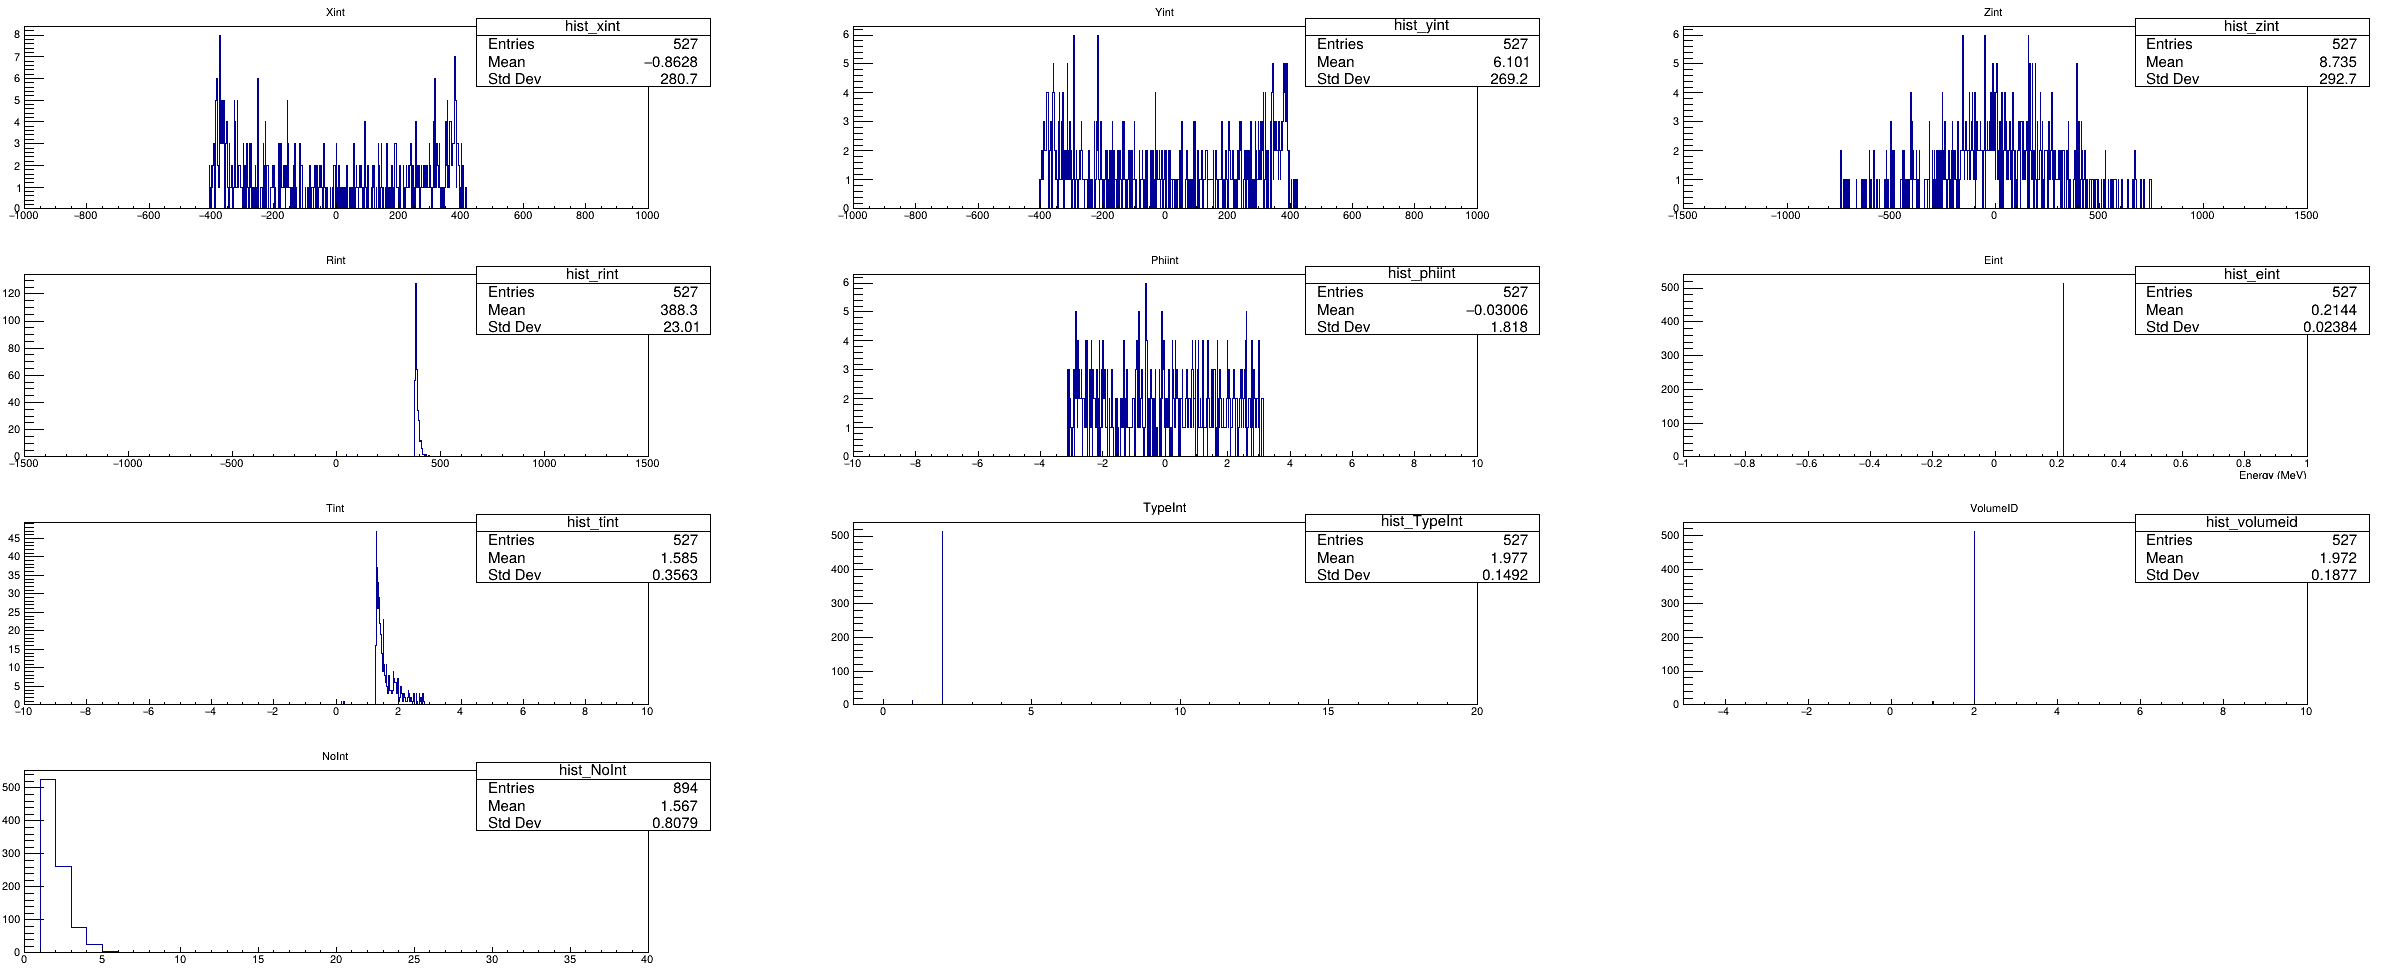 Xint
hist_xint
Entries 527
Mean −0.8628
Std Dev 280.7
8
7
6
5
4
3
2
1
0
−1000 −800 −600 −400 −200 0 200 400 600 800 1000
Yint
hist_yint
Entries 527
Mean 6.101
Std Dev 269.2
6
5
4
3
2
1
0
−1000 −800 −600 −400 −200 0 200 400 600 800 1000
Zint
hist_zint
Entries 527
Mean 8.735
Std Dev 292.7
6
5
4
3
2
1
0
−1500 −1000 −500 0 500 1000 1500
Rint
hist_rint
Entries 527
Mean 388.3
Std Dev 23.01
120
100
80
60
40
20
0
−1500 −1000 −500 0 500 1000 1500
Phiint
hist_phiint
Entries 527
Mean −0.03006
Std Dev 1.818
6
5
4
3
2
1
0
−10 −8 −6 −4 −2 0 2 4 6 8 10
Eint
hist_eint
Entries 527
Mean 0.2144
Std Dev 0.02384
500
400
300
200
100
0
−1 −0.8 −0.6 −0.4 −0.2 0 0.2 0.4 0.6 0.8 1
Energy (MeV)
Tint
hist_tint
Entries 527
Mean 1.585
Std Dev 0.3563
45
40
35
30
25
20
15
10
5
0
−10 −8 −6 −4 −2 0 2 4 6 8 10
TypeInt
hist_TypeInt
Entries 527
Mean 1.977
Std Dev 0.1492
500
400
300
200
100
0
0 5 10 15 20
VolumeID
hist_volumeid
Entries 527
Mean 1.972
Std Dev 0.1877
500
400
300
200
100
0
−4 −2 0 2 4 6 8 10
NoInt
hist_NoInt
Entries 894
Mean 1.567
Std Dev 0.8079
500
400
300
200
100
0
0 5 10 15 20 25 30 35 40